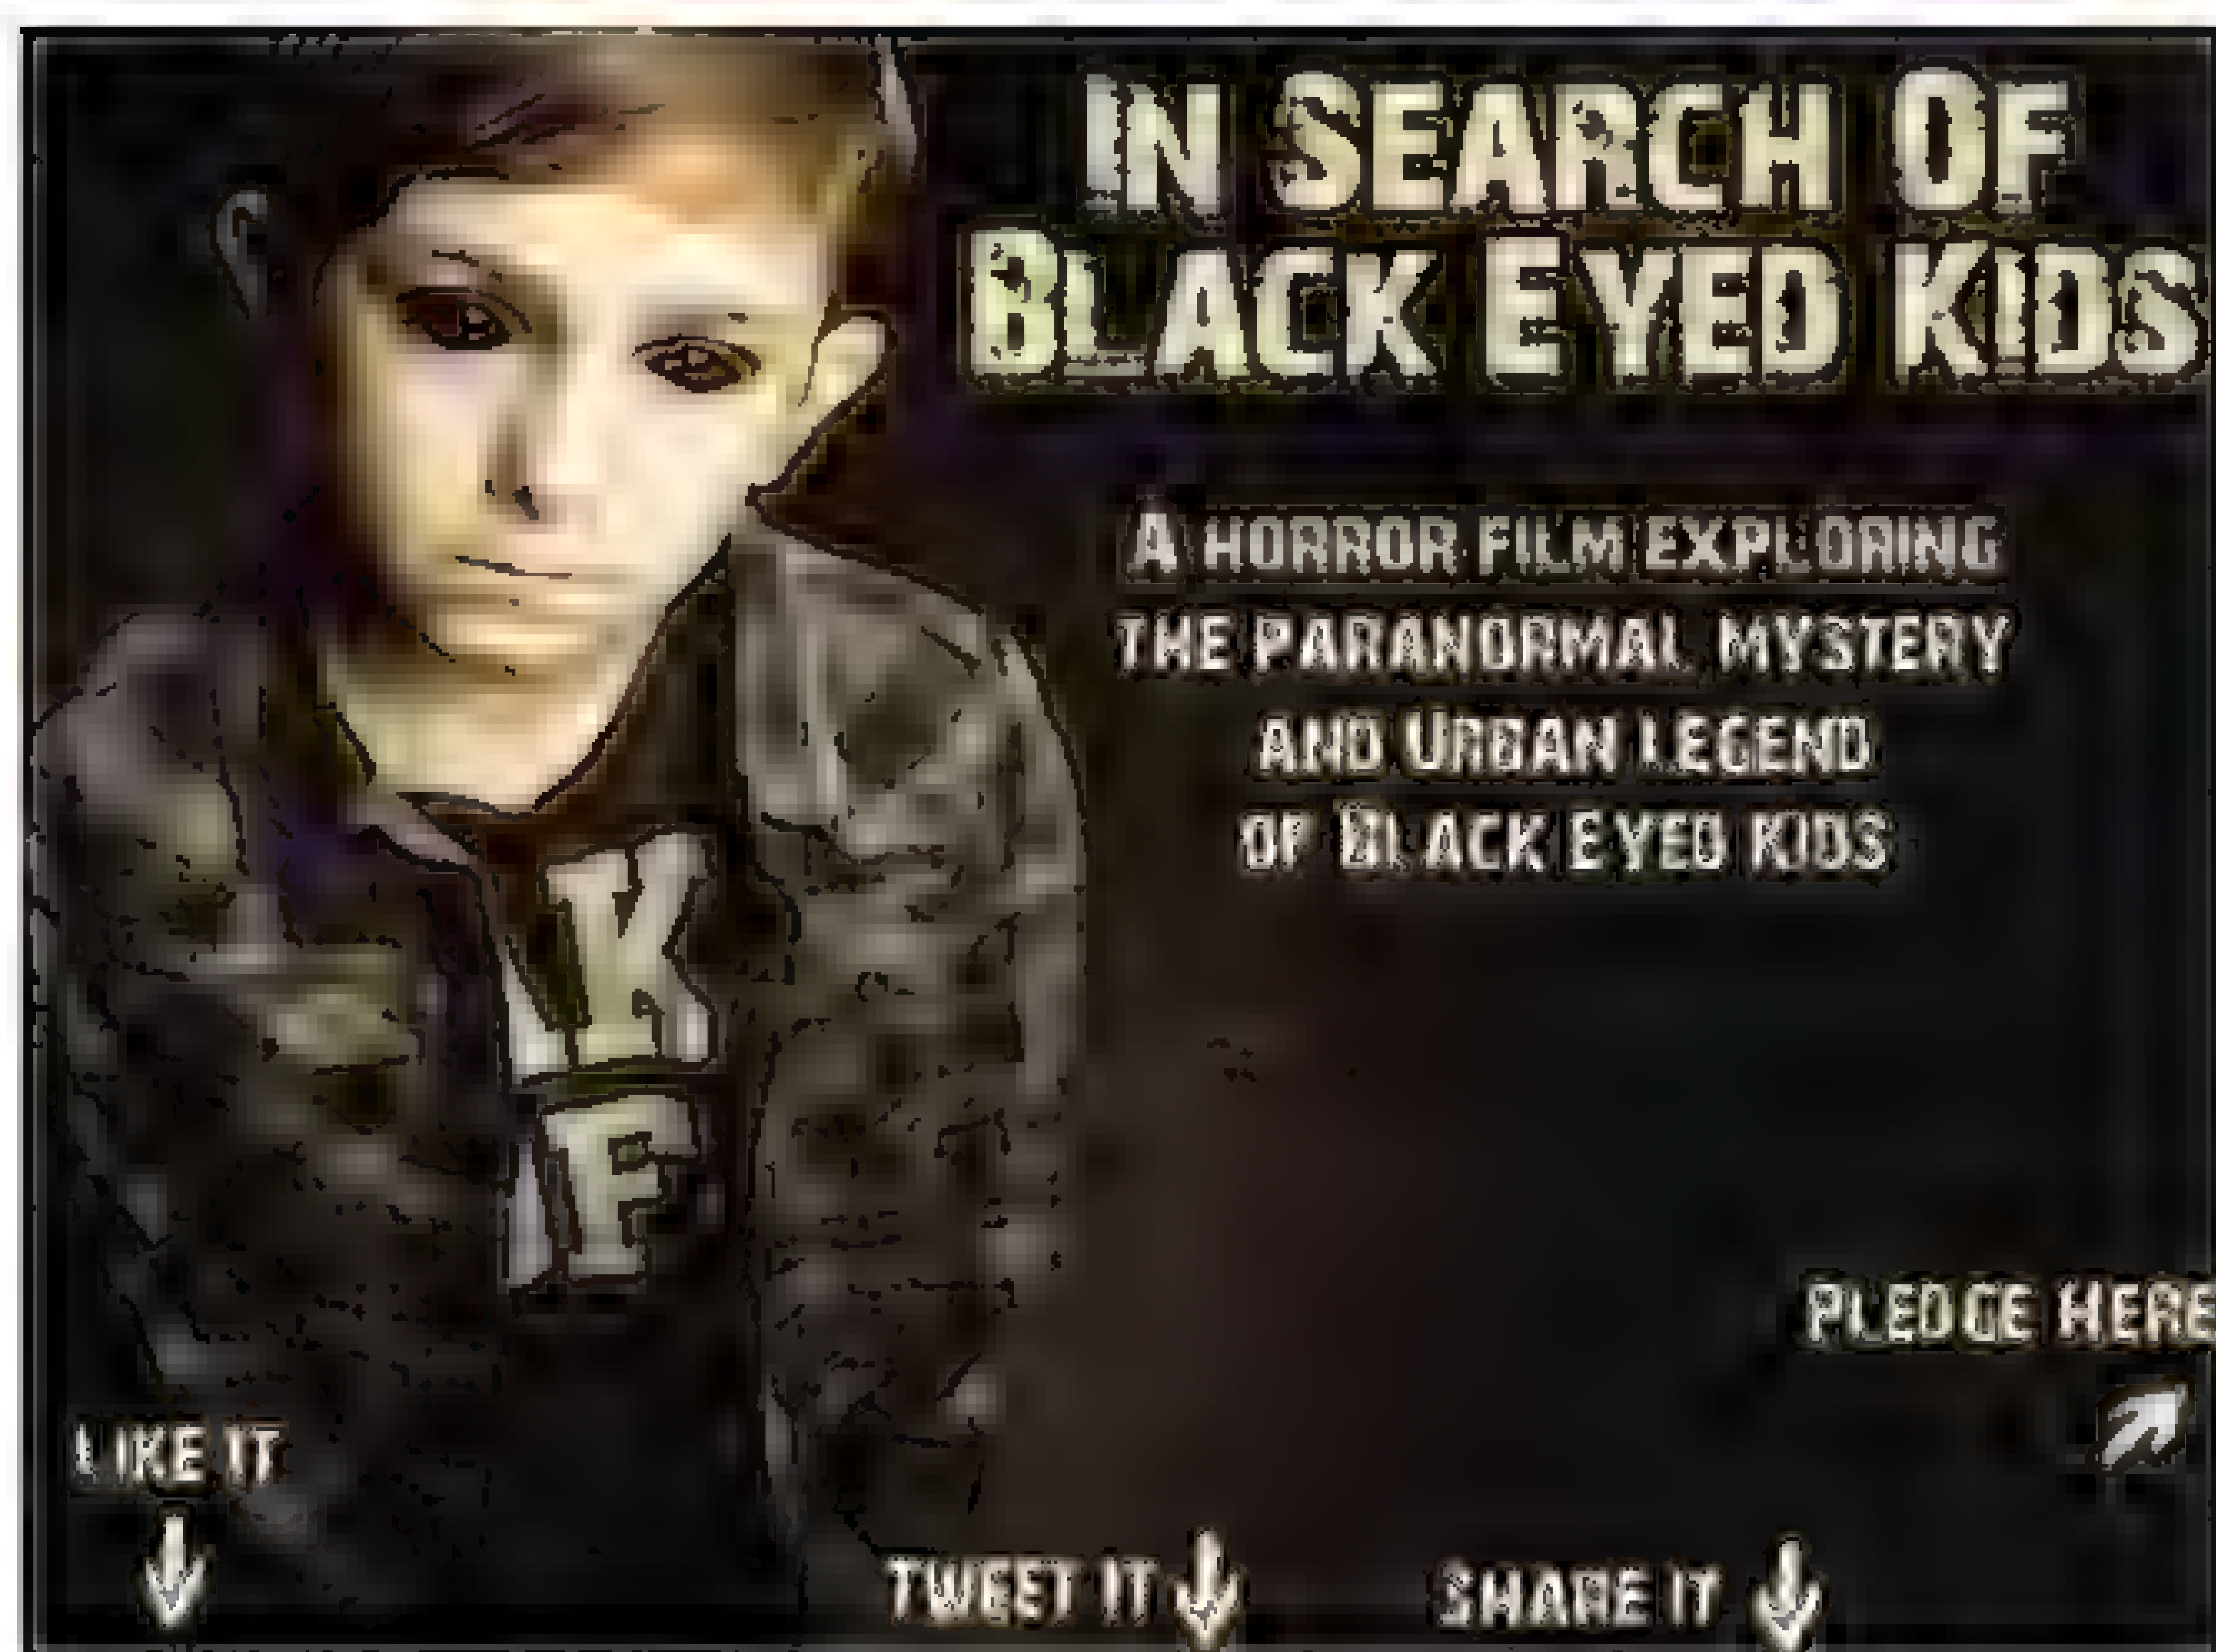 In Search Of
Black Eyed Kids
A horror film exploring
the paranormal mystery
and Urban Legend
of Black Eyed Kids
Pledge Here
Like it
Tweet it
Share it